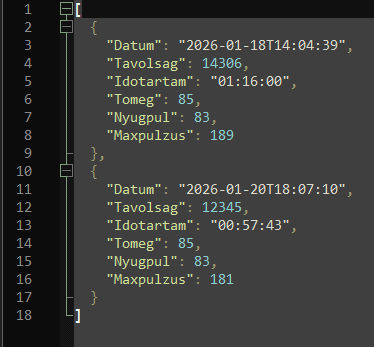 1 [
2 {
3 "Datum": "2026-01-18T14:04:39",
4 "Tavolsag": 14306,
5 "Idotartam": "01:16:00",
6 "Tomeg": 85,
7 "Nyugpul": 83,
8 "Maxpulzus": 189
9 },
10 {
11 "Datum": "2026-01-20T18:07:10",
12 "Tavolsag": 12345,
13 "Idotartam": "00:57:43",
14 "Tomeg": 85,
15 "Nyugpul": 83,
16 "Maxpulzus": 181
17 }
18 ]